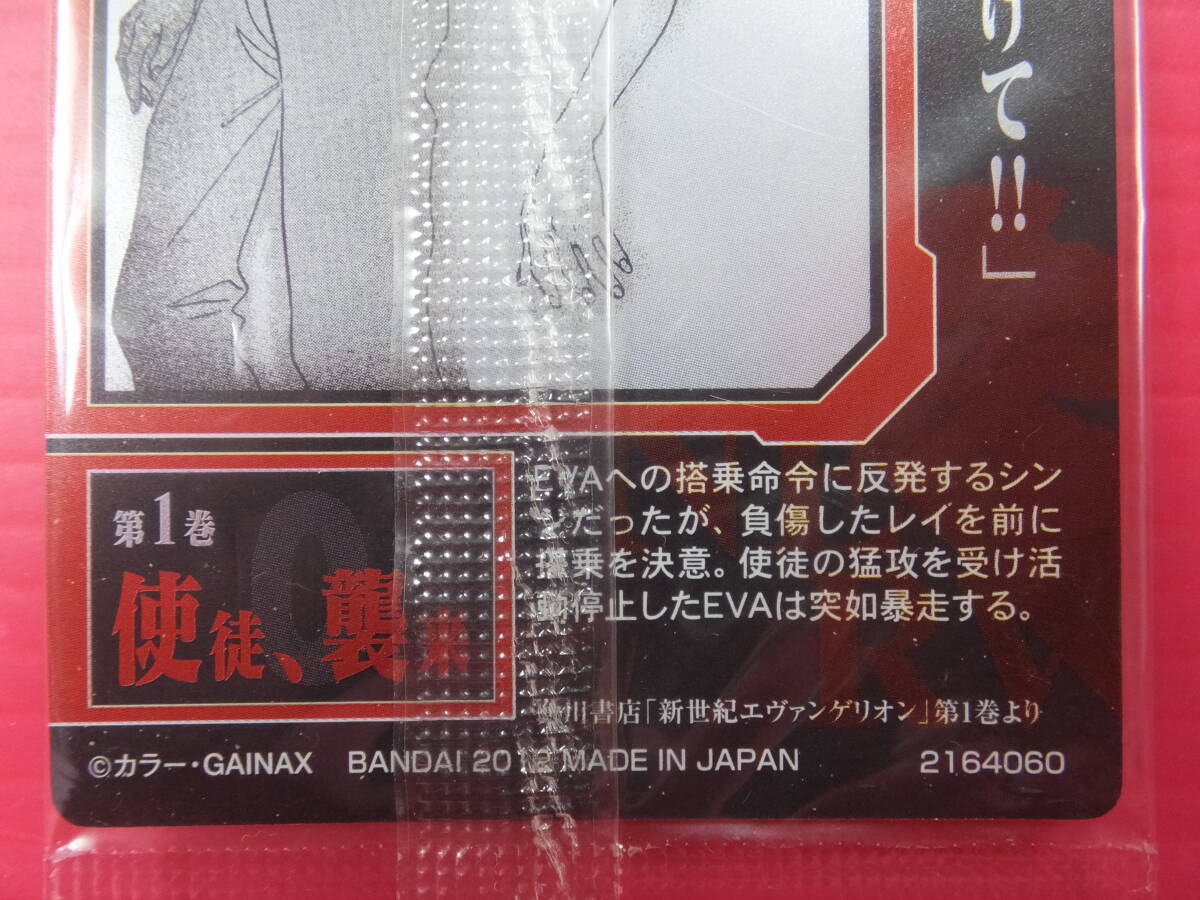 けて!!」
第1巻
使徒、襲来
EVAへの搭乗命令に反発するシン
ジだったが、負傷したレイを前に
搭乗を決意。使徒の猛攻を受け活
動停止したEVAは突如暴走する。
角川書店「新世紀エヴァンゲリオン」第1巻より
©カラー・GAINAX BANDAI MADE IN JAPAN 2164060